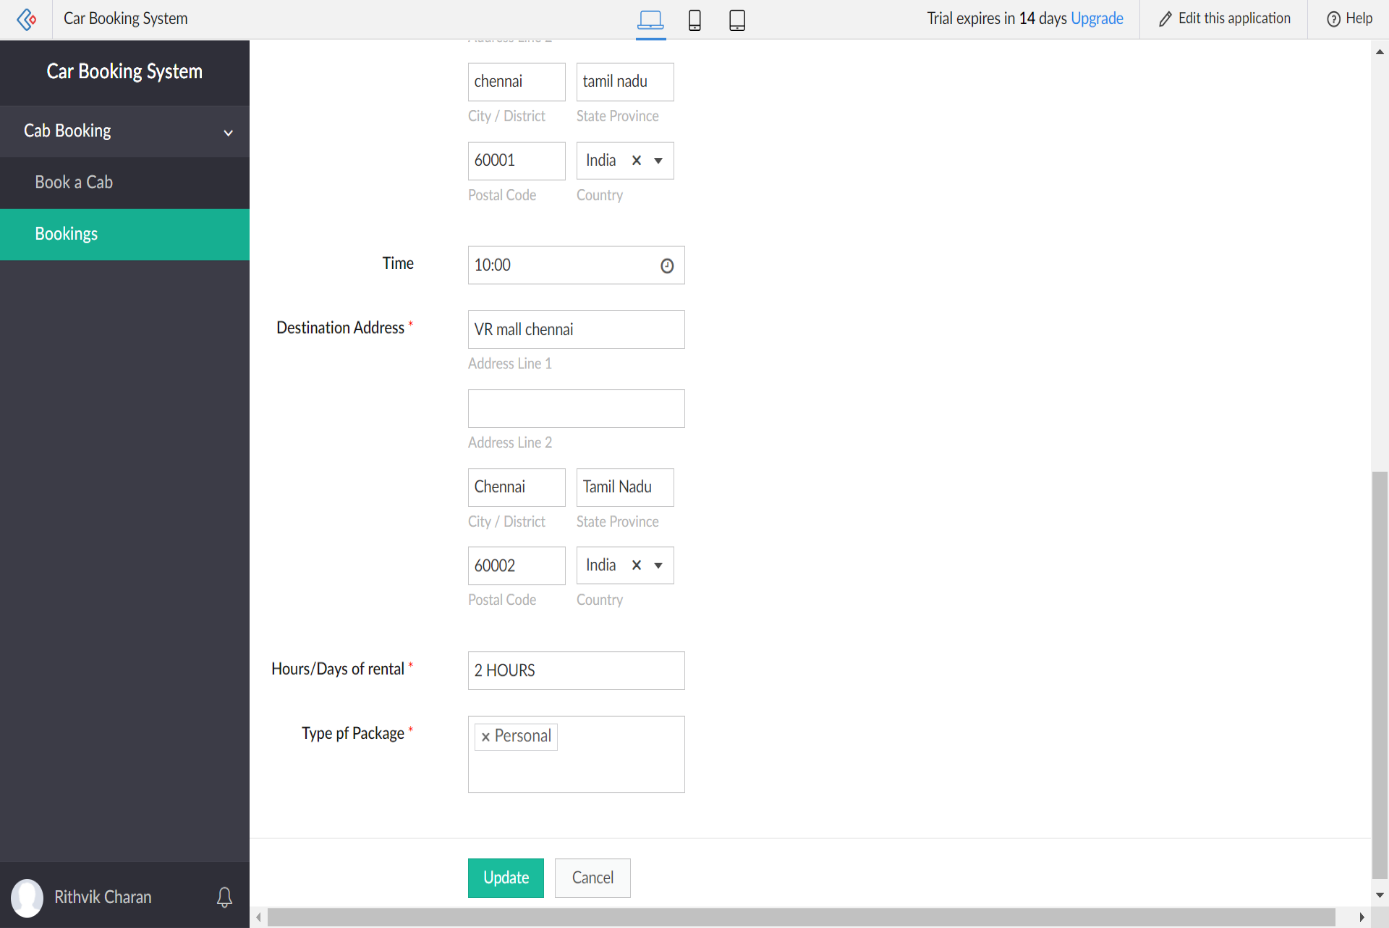 Car Booking System
Trial expires in 14 days Upgrade
Edit this application
Help
Car Booking System
Cab Booking
Book a Cab
Bookings
Address Line 2
chennai
tamil nadu
City / District
State Province
60001
India
Postal Code
Country
Time
10:00
Destination Address *
VR mall chennai
Address Line 1
Address Line 2
Chennai
Tamil Nadu
City / District
State Province
60002
India
Postal Code
Country
Hours/Days of rental *
2 HOURS
Type pf Package *
× Personal
Update
Cancel
Rithvik Charan